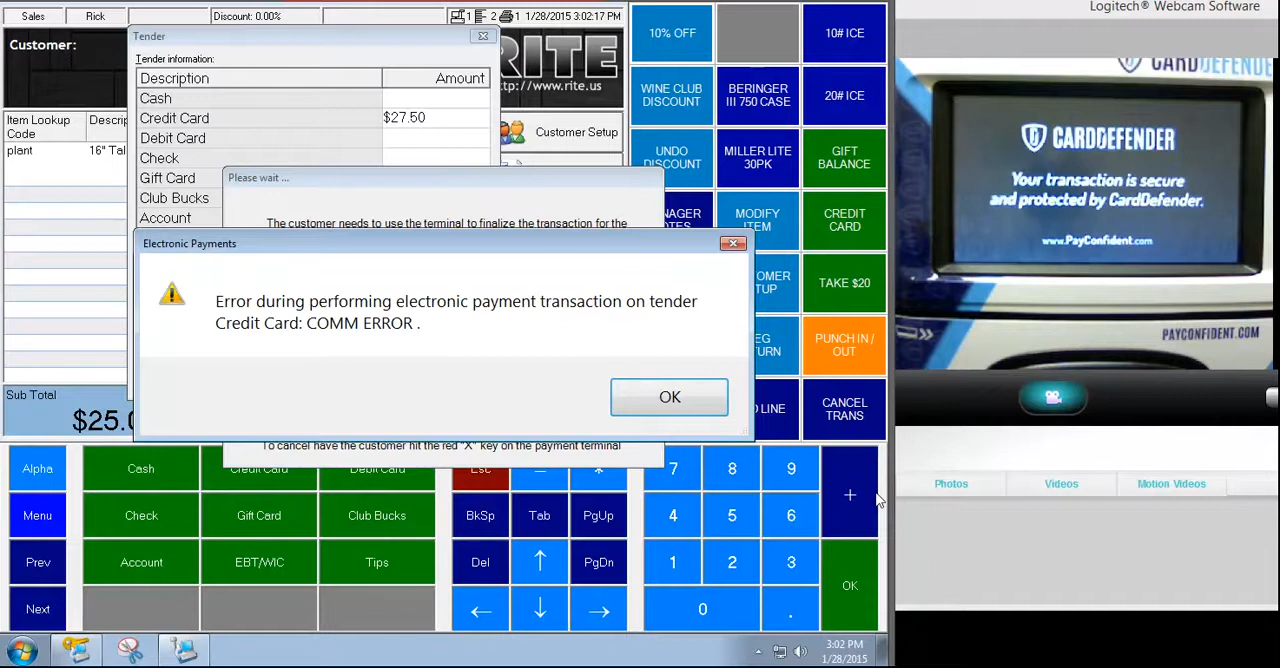 Sales
Rick
Discount: 0.00%
1
2
1
1/28/2015 3:02:17 PM
Customer:
Item Lookup
Code
plant
16" Tal
Sub Total
Tender
Tender information:
Description Amount
Cash
Credit Card $27.50
Debit Card
Check
Gift Card
Club Bucks
Account
RITE
ttp://www.rite.us
Customer Setup
Please wait ...
The customer needs to use the terminal to finalize the transaction for the
Electronic Payments
Error during performing electronic payment transaction on tender
Credit Card: COMM ERROR .
OK
To cancel have the customer hit the red "X" key on the payment terminal
10% OFF
10# ICE
WINE CLUB
DISCOUNT
BERINGER
III 750 CASE
20# ICE
UNDO
DISCOUNT
MILLER LITE
30PK
GIFT
BALANCE
MODIFY
ITEM
CREDIT
CARD
TAKE $20
PUNCH IN /
OUT
LINE
CANCEL
TRANS
Alpha
Cash
Credit Card
Debit Card
Esc
*
7
8
9
+
Menu
Check
Gift Card
Club Bucks
BkSp
Tab
PgUp
4
5
6
Prev
Account
EBT/WIC
Tips
Del
↑
PgDn
1
2
3
OK
Next
←
↓
→
0
.
3:02 PM
1/28/2015
Logitech® Webcam Software
CARDDEFENDER
Your transaction is secure
and protected by CardDefender.
www.PayConfident.com
PAYCONFIDENT.COM
Photos
Videos
Motion Videos